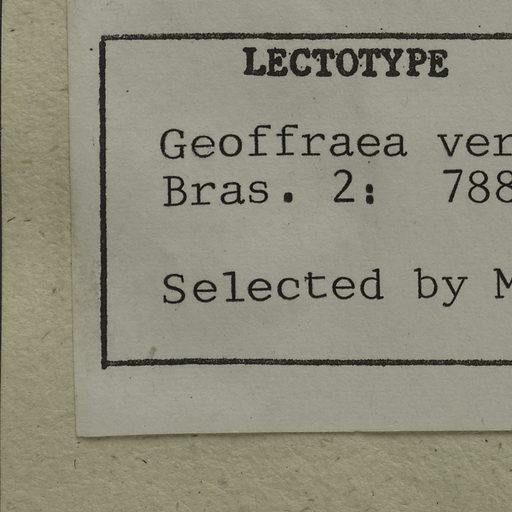 LECTOTYPE
Geoffraea ver
Bras. 2: 788
Selected by M